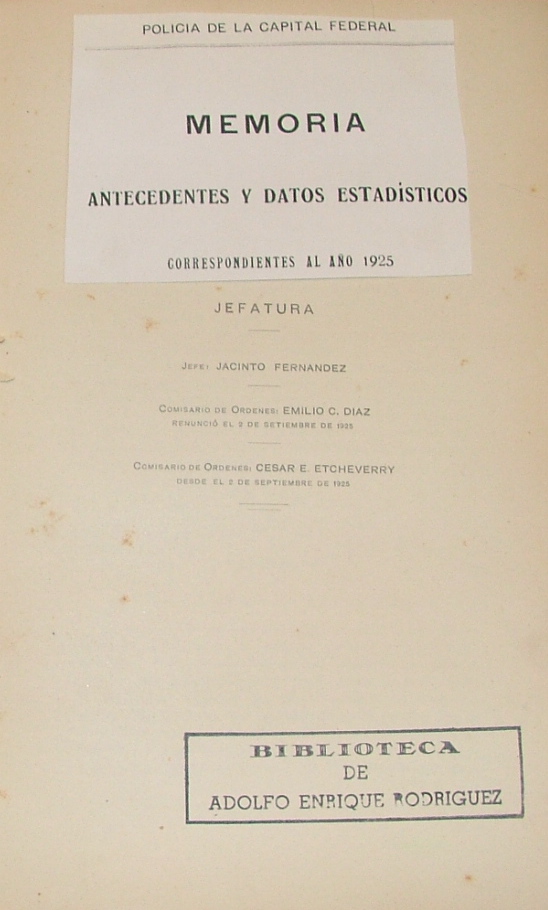 POLICIA DE LA CAPITAL FEDERAL
MEMORIA
ANTECEDENTES Y DATOS ESTADíSTICOS
CORRESPONDIENTES AL AÑO 1925
JEFATURA
JEFE: JACINTO FERNANDEZ
COMISARIO DE ORDENES: EMILIO C. DIAZ
RENUNCIÓ EL 2 DE SETIEMBRE DE 1925
COMISARIO DE ORDENES: CESAR E. ETCHEVERRY
DESDE EL 2 DE SEPTIEMBRE DE 1925
BIBLIOTECA
DE
ADOLFO ENRIQUE RODRIGUEZ